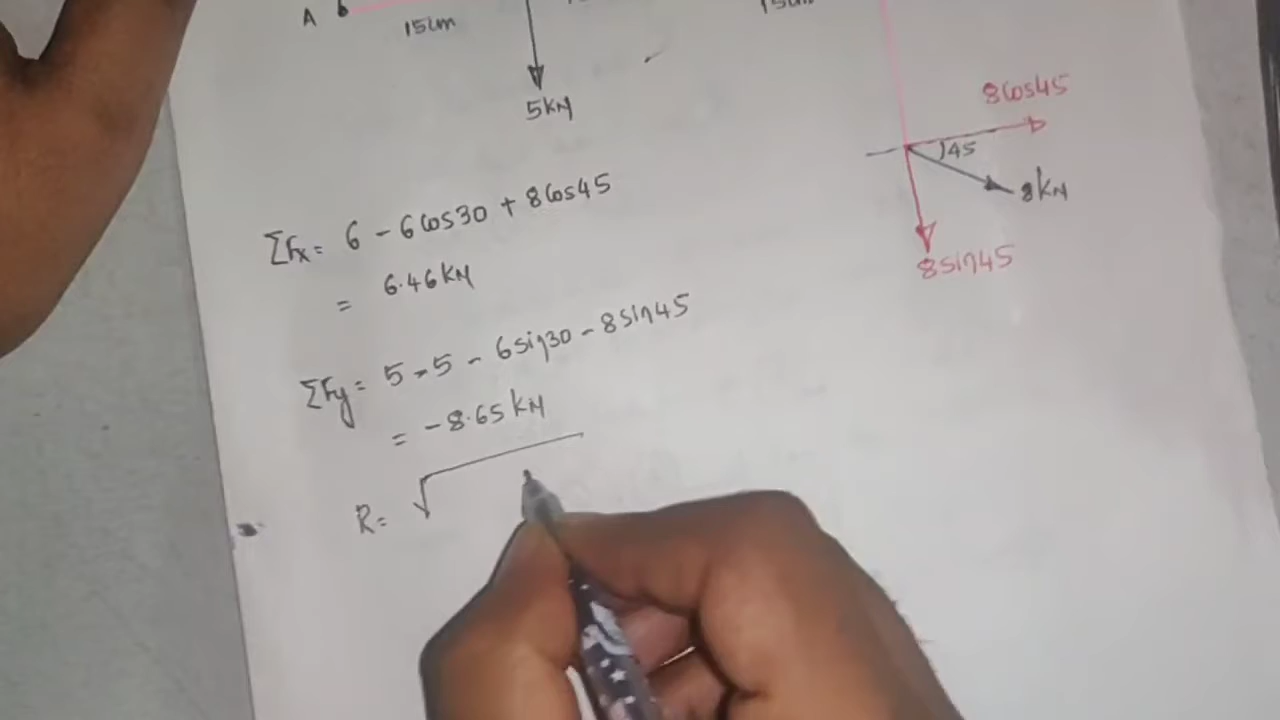 A
15cm
5kN
8cos45
)45
8kN
8sin45
ΣFx = 6 - 6cos30 + 8cos45
= 6.46kN
ΣFy = 5-5 - 6sin30 - 8sin45
= -8.65kN
R = √